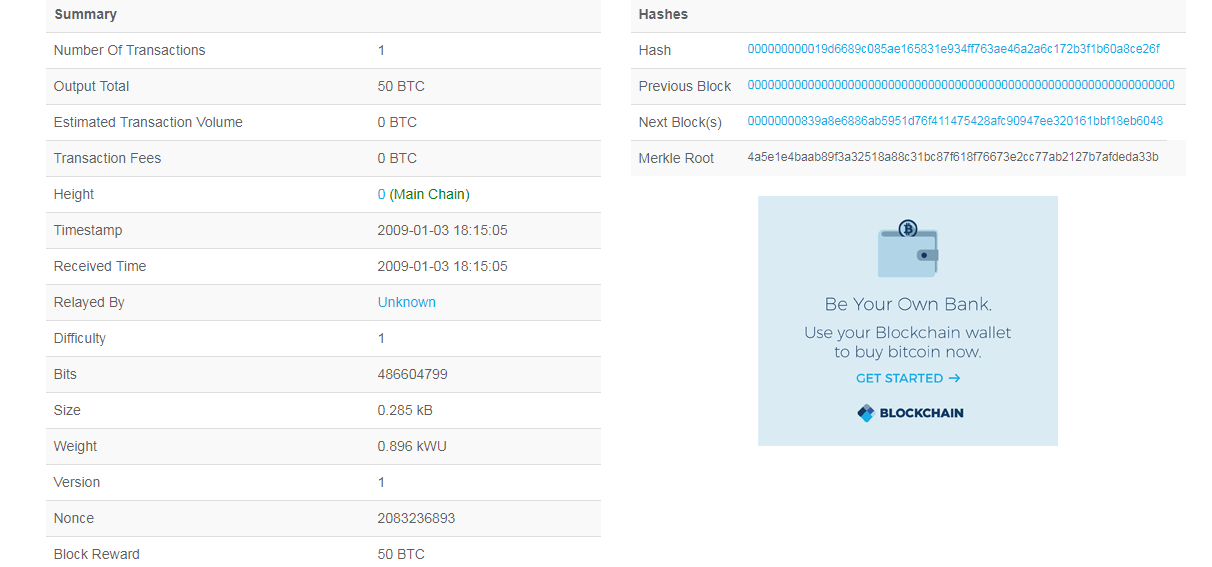 Summary
Number Of Transactions 1
Output Total 50 BTC
Estimated Transaction Volume 0 BTC
Transaction Fees 0 BTC
Height 0 (Main Chain)
Timestamp 2009-01-03 18:15:05
Received Time 2009-01-03 18:15:05
Relayed By Unknown
Difficulty 1
Bits 486604799
Size 0.285 kB
Weight 0.896 kWU
Version 1
Nonce 2083236893
Block Reward 50 BTC
Hashes
Hash 000000000019d6689c085ae165831e934ff763ae46a2a6c172b3f1b60a8ce26f
Previous Block 0000000000000000000000000000000000000000000000000000000000000000
Next Block(s) 00000000839a8e6886ab5951d76f411475428afc90947ee320161bbf18eb6048
Merkle Root 4a5e1e4baab89f3a32518a88c31bc87f618f76673e2cc77ab2127b7afdeda33b
Be Your Own Bank.
Use your Blockchain wallet
to buy bitcoin now.
GET STARTED →
BLOCKCHAIN